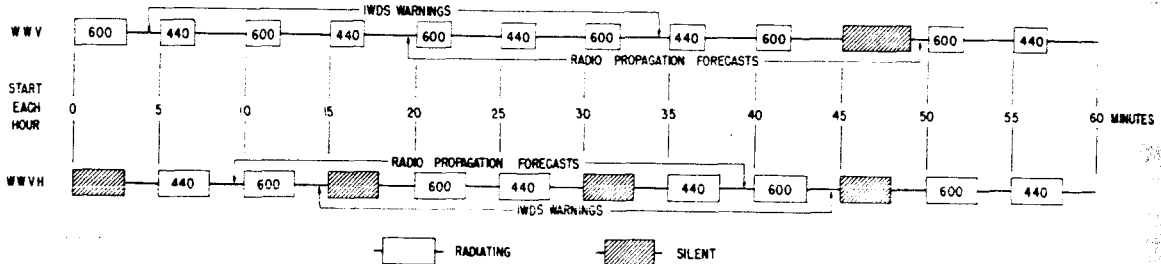 IWDS WARNINGS
WWV 600 440 600 440 600 440 600 440 600 600 440
RADIO PROPAGATION FORECASTS
START
EACH
HOUR
0 5 10 15 20 25 30 35 40 45 50 55 60 MINUTES
RADIO PROPAGATION FORECASTS
WWVH 440 600 600 440 440 600 600 440
IWDS WARNINGS
RADIATING SILENT